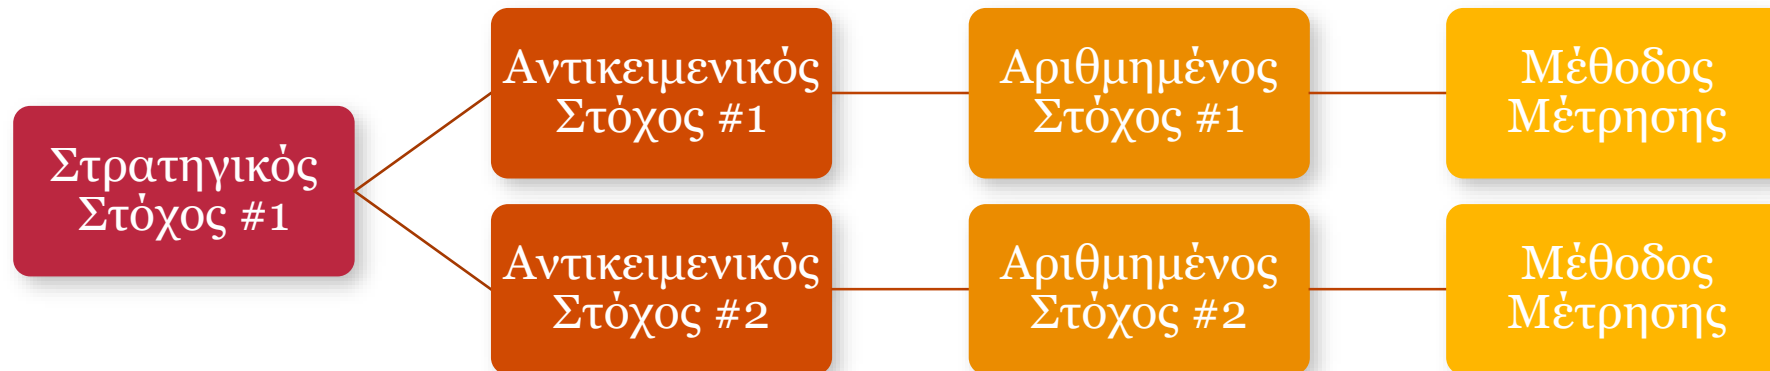 Στρατηγικός
Στόχος #1
Αντικειμενικός
Στόχος #1
Αριθμημένος
Στόχος #1
Μέθοδος
Μέτρησης
Αντικειμενικός
Στόχος #2
Αριθμημένος
Στόχος #2
Μέθοδος
Μέτρησης